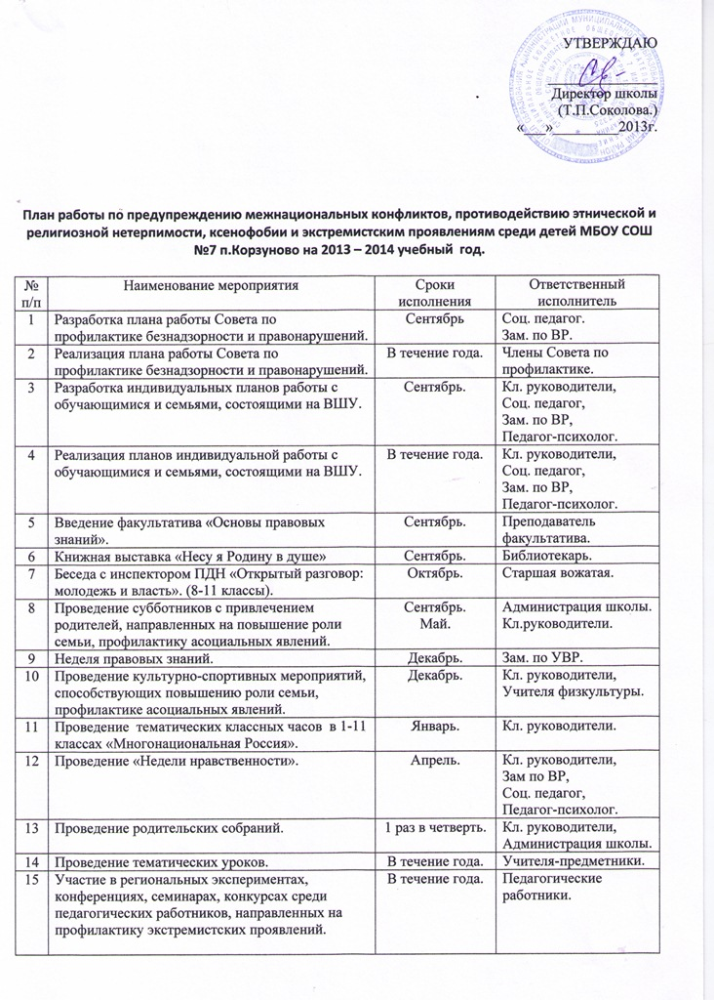 УТВЕРЖДАЮ
Директор школы
(Т.П.Соколова.)
«___»_________2013г.
План работы по предупреждению межнациональных конфликтов, противодействию этнической и
религиозной нетерпимости, ксенофобии и экстремистским проявлениям среди детей МБОУ СОШ
№7 п.Корзуново на 2013 – 2014 учебный год.
№ п/п Наименование мероприятия Сроки исполнения Ответственный исполнитель
1 Разработка плана работы Совета по Сентябрь Соц. педагог.
профилактике безнадзорности и правонарушений. Зам. по ВР.
2 Реализация плана работы Совета по В течение года. Члены Совета по
профилактике безнадзорности и правонарушений. профилактике.
3 Разработка индивидуальных планов работы с Сентябрь. Кл. руководители,
обучающимися и семьями, состоящими на ВШУ. Соц. педагог,
Зам. по ВР,
Педагог-психолог.
4 Реализация планов индивидуальной работы с В течение года. Кл. руководители,
обучающимися и семьями, состоящими на ВШУ. Соц. педагог,
Зам. по ВР,
Педагог-психолог.
5 Введение факультатива «Основы правовых Сентябрь. Преподаватель
знаний». факультатива.
6 Книжная выставка «Несу я Родину в душе» Сентябрь. Библиотекарь.
7 Беседа с инспектором ПДН «Открытый разговор: Октябрь. Старшая вожатая.
молодежь и власть». (8-11 классы).
8 Проведение субботников с привлечением Сентябрь. Администрация школы.
родителей, направленных на повышение роли Май. Кл.руководители.
семьи, профилактику асоциальных явлений.
9 Неделя правовых знаний. Декабрь. Зам. по УВР.
10 Проведение культурно-спортивных мероприятий, Декабрь. Кл. руководители,
способствующих повышению роли семьи, Учителя физкультуры.
профилактике асоциальных явлений.
11 Проведение тематических классных часов в 1-11 Январь. Кл. руководители.
классах «Многонациональная Россия».
12 Проведение «Недели нравственности». Апрель. Кл. руководители,
Зам по ВР,
Соц. педагог,
Педагог-психолог.
13 Проведение родительских собраний. 1 раз в четверть. Кл. руководители,
Администрация школы.
14 Проведение тематических уроков. В течение года. Учителя-предметники.
15 Участие в региональных экспериментах, В течение года. Педагогические
конференциях, семинарах, конкурсах среди работники.
педагогических работников, направленных на
профилактику экстремистских проявлений.